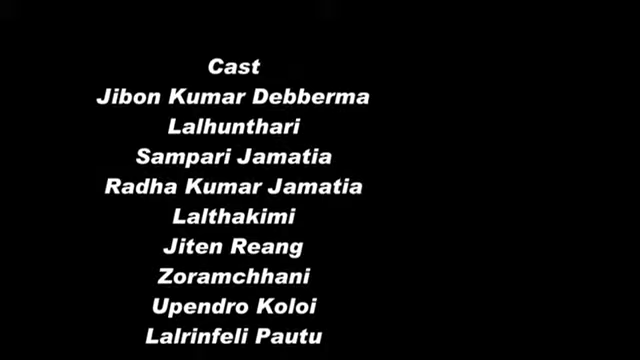 Cast
Jibon Kumar Debberma
Lalhunthari
Sampari Jamatia
Radha Kumar Jamatia
Lalthakimi
Jiten Reang
Zoramchhani
Upendro Koloi
Lalrinfeli Pautu